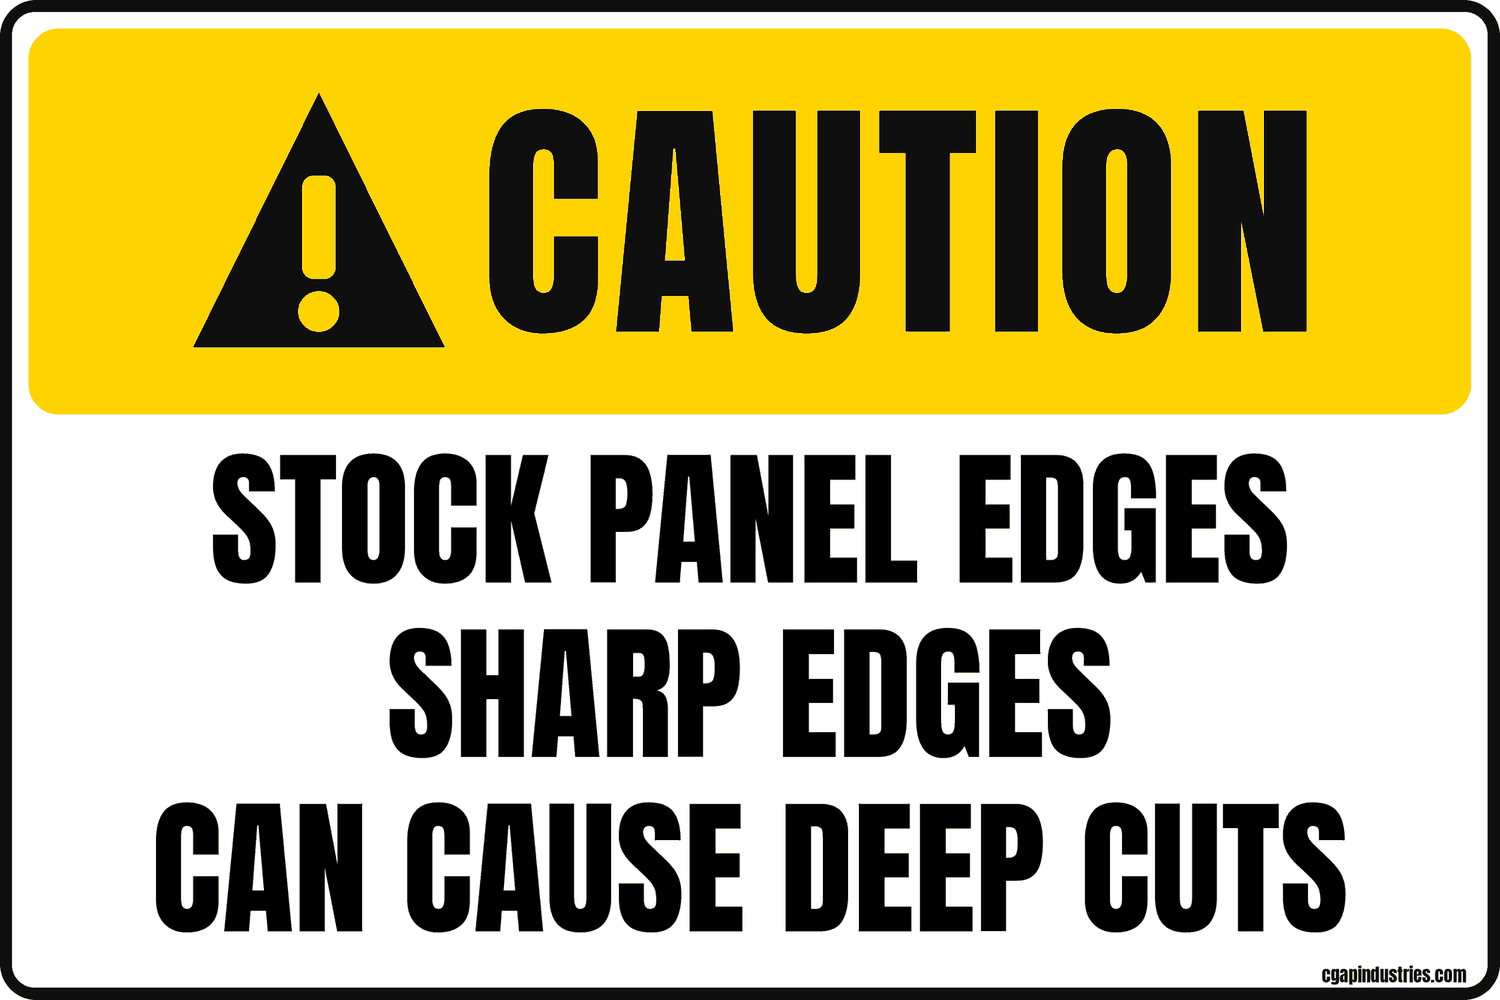 CAUTION
STOCK PANEL EDGES
SHARP EDGES
CAN CAUSE DEEP CUTS
cgapindustries.com